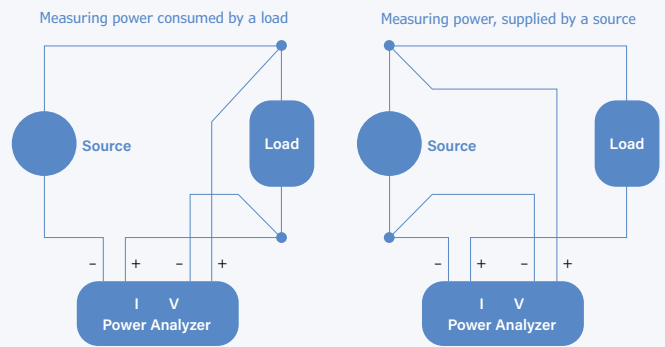 Measuring power consumed by a load
Source
Load
– + – +
I V
Power Analyzer
Measuring power, supplied by a source
Source
Load
– + – +
I V
Power Analyzer